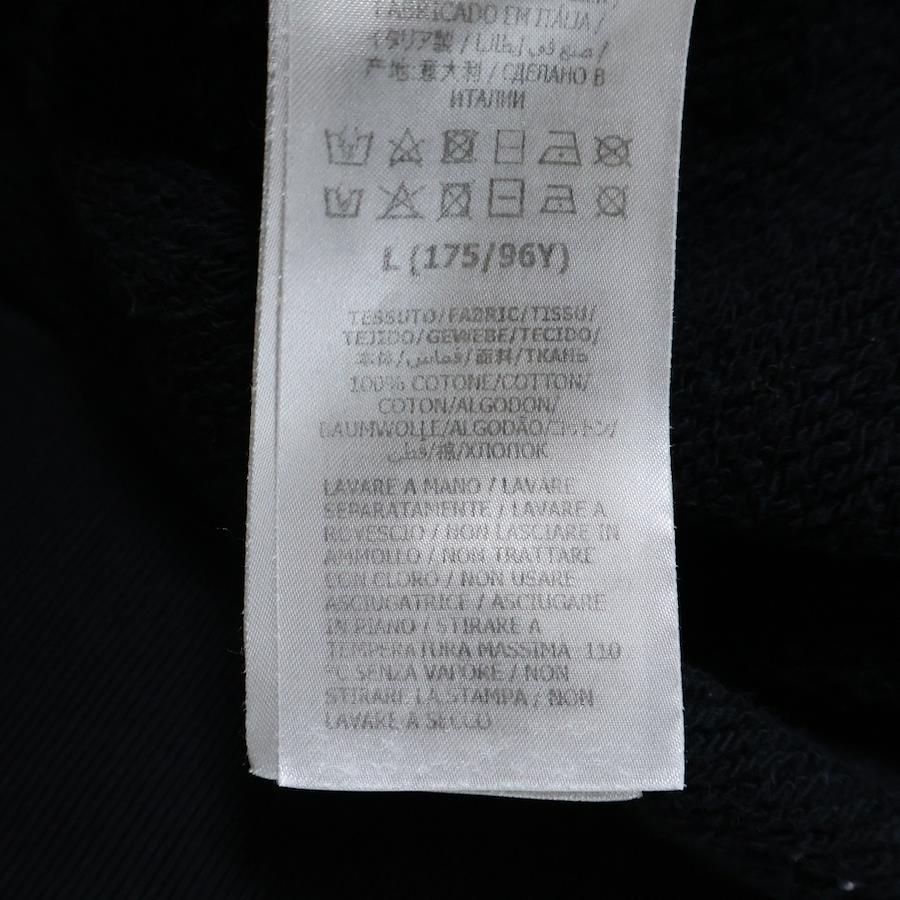 FABRICADO EM ITÁLIA/
イタリア製 / صنع في إيطاليا /
产地:意大利 / СДЕЛАНО В
ИТАЛИИ
L (175/96Y)
TESSUTO/FABRIC/TISSU/
TEJIDO/GEWEBE/TECIDO/
本体/قماش/面料/ТКАНЬ
100% COTONE/COTTON/
COTON/ALGODON/
BAUMWOLLE/ALGODÃO/コットン/
قطن/棉/ХЛОПОК
LAVARE A MANO / LAVARE
SEPARATAMENTE / LAVARE A
ROVESCIO / NON LASCIARE IN
AMMOLLO / NON TRATTARE
CON CLORO / NON USARE
ASCIUGATRICE / ASCIUGARE
IN PIANO / STIRARE A
TEMPERATURA MASSIMA 110
°C SENZA VAPORE / NON
STIRARE LA STAMPA / NON
LAVARE A SECCO